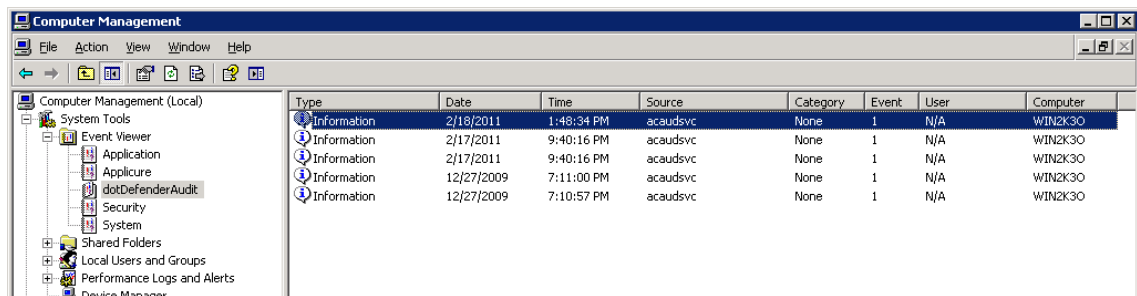 Computer Management
File Action View Window Help
Computer Management (Local)
System Tools
Event Viewer
Application
Applicure
dotDefenderAudit
Security
System
Shared Folders
Local Users and Groups
Performance Logs and Alerts
Device Manager
Type Date Time Source Category Event User Computer
Information 2/18/2011 1:48:34 PM acaudsvc None 1 N/A WIN2K3O
Information 2/17/2011 9:40:16 PM acaudsvc None 1 N/A WIN2K3O
Information 2/17/2011 9:40:16 PM acaudsvc None 1 N/A WIN2K3O
Information 12/27/2009 7:11:00 PM acaudsvc None 1 N/A WIN2K3O
Information 12/27/2009 7:10:57 PM acaudsvc None 1 N/A WIN2K3O